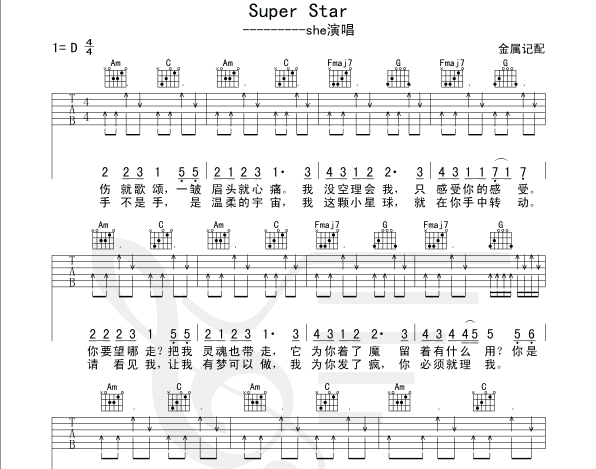 Super Star
---------she演唱
1= D 4/4
金属记配
Am C Am C Fmaj7 G Fmaj7 G
T A B 4 4
2 2 3 1 5 5 2 1 2 3 1· 3 4 3 1 2 2· 3 4 3 1 1 7 1 7
伤 就歌 颂, 一 皱 眉头就心 痛。我 没空理会 我, 只 感受你的感 受。
手 不是 手, 是 温柔的宇 宙, 我 这颗小星 球, 就 在你手中转 动。
Am C Am C Fmaj7 G Fmaj7 G
T A B
2 2 2 2 3 1 5 5 2 1 2 3 1· 3 4 3 1 2 2· 3 4 3 4 4 5 5 5 6
你要望哪 走? 把我 灵魂也带 走, 它 为你着了 魔 留 着有什么 用? 你是
请 看见 我, 让我 有梦可以 做, 我 为你发了 疯, 你 必须就理 我。
Am C Am C Am C
T A B